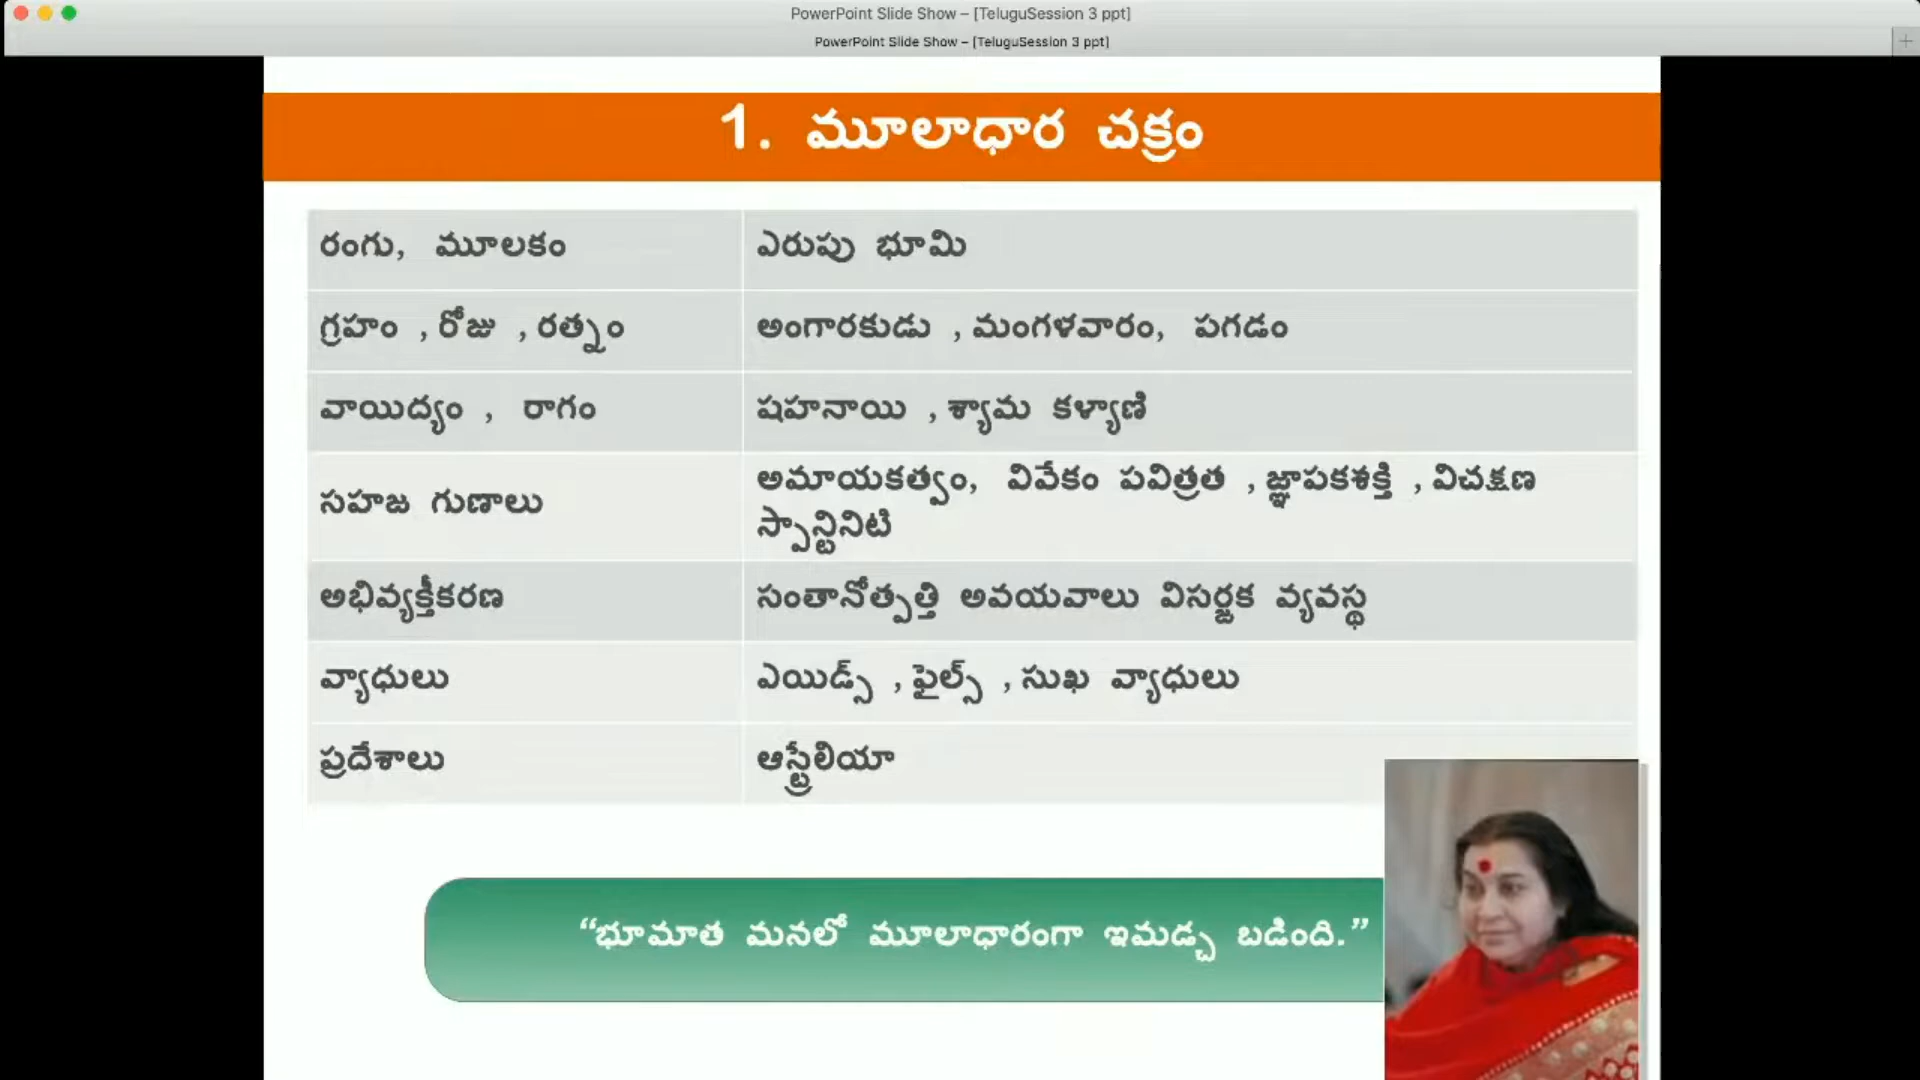 PowerPoint Slide Show – [TeluguSession 3 ppt]
PowerPoint Slide Show – [TeluguSession 3 ppt]
1. మూలాధార చక్రం
రంగు, మూలకం
ఎరుపు భూమి
గ్రహం , రోజు , రత్నం
అంగారకుడు , మంగళవారం, పగడం
వాయిద్యం , రాగం
షహనాయి , శ్యామ కళ్యాణి
సహజ గుణాలు
అమాయకత్వం, వివేకం పవిత్రత , జ్ఞాపకశక్తి , విచక్షణ
స్పాన్టినిటి
అభివ్యక్తీకరణ
సంతానోత్పత్తి అవయవాలు విసర్జక వ్యవస్థ
వ్యాధులు
ఎయిడ్స్ , ఫైల్స్ , సుఖ వ్యాధులు
ప్రదేశాలు
ఆస్ట్రేలియా
“భూమాత మనలో మూలాధారంగా ఇమడ్చ బడింది.”